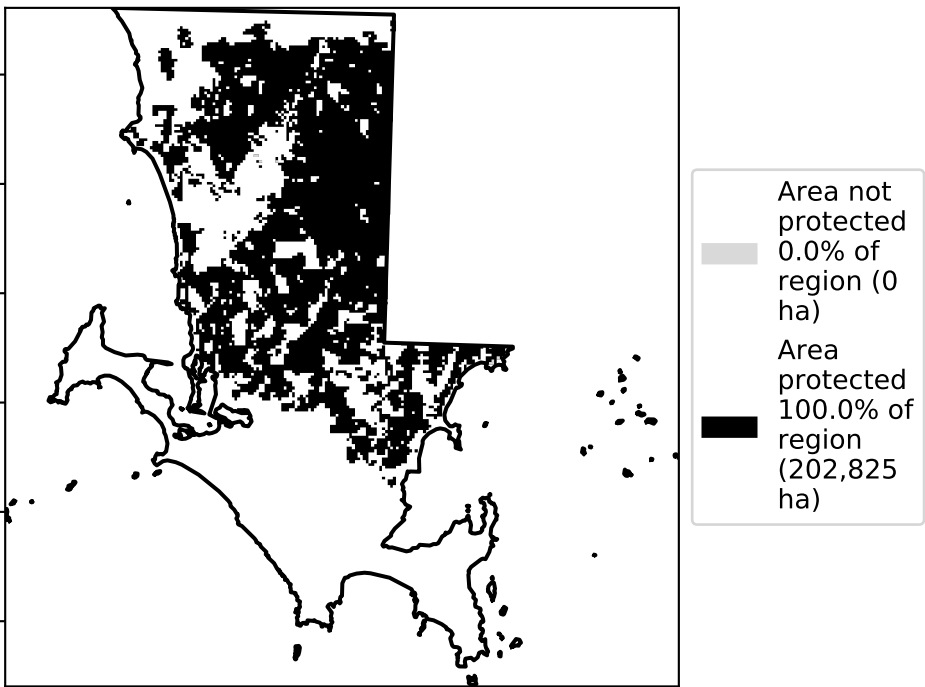 Area not
protected
0.0% of
region (0
ha)
Area
protected
100.0% of
region
(202,825
ha)